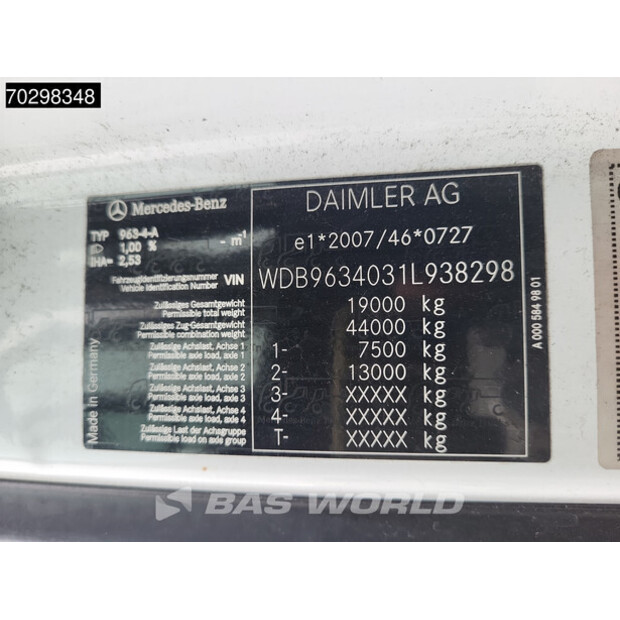 70298348
Mercedes-Benz
TYP 963-4-A
1,00 % - m⁻¹
IHA= 2,53
Fahrzeugidentifizierungsnummer
Vehicle Identification Number VIN
Zulässiges Gesamtgewicht
Permissible total weight
Zulässiges Zug-Gesamtgewicht
Permissible combination weight
Zulässige Achslast, Achse 1
Permissible axle load, axle 1
Zulässige Achslast, Achse 2
Permissible axle load, axle 2
Zulässige Achslast, Achse 3
Permissible axle load, axle 3
Zulässige Achslast, Achse 4
Permissible axle load, axle 4
Zulässige Last der Achsgruppe
Permissible load on axle group
Made in Germany
DAIMLER AG
e1*2007/46*0727
WDB9634031L938298
19000 kg
44000 kg
1- 7500 kg
2- 13000 kg
3- XXXXX kg
4- XXXXX kg
T- XXXXX kg
A 000 584 98 01
BAS WORLD